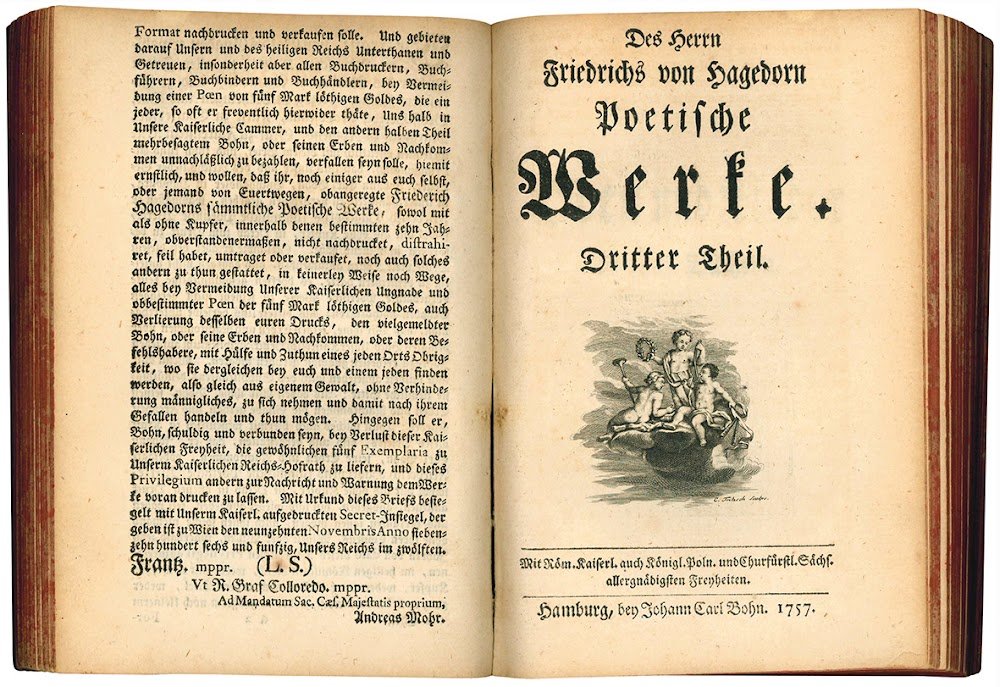 Format nachdrucken und verkaufen solle. Und gebieten
darauf Unsern und des heiligen Reichs Unterthanen und
Getreuen, insonderheit aber allen Buchdruckern, Buch-
führern, Buchbindern und Buchhändlern, bey Vermei-
dung einer Pœn von fünf Mark löthigen Goldes, die ein
jeder, so oft er freventlich hierwider thäte, Uns halb in
Unsere Kaiserliche Cammer, und den andern halben Theil
mehrbesagtem Bohn, oder seinen Erben und Nachkom-
men unnachläßlich zu bezahlen, verfallen seyn solle, hiemit
ernstlich, und wollen, daß ihr, noch einiger aus euch selbst,
oder jemand von Euertwegen, obangeregte Friederich
Hagedorns sämmtliche Poetische Werke, sowol mit
als ohne Kupfer, innerhalb denen bestimmten zehn Jah-
ren, obverstandenermaßen, nicht nachdrucket, distrahi-
ret, feil habet, umtraget oder verkaufet, noch auch solches
andern zu thun gestattet, in keinerley Weise noch Wege,
alles bey Vermeidung Unserer Kaiserlichen Ungnade und
obbestimmter Pœn der fünf Mark löthigen Goldes, auch
Verlierung desselben euren Drucks, den vielgemeldter
Bohn, oder seine Erben und Nachkommen, oder deren Be-
fehlshabere, mit Hülfe und Zuthun eines jeden Orts Obrig-
keit, wo sie dergleichen bey euch und einem jeden finden
werden, also gleich aus eigenem Gewalt, ohne Verhinde-
rung männigliches, zu sich nehmen und damit nach ihrem
Gefallen handeln und thun mögen. Hingegen soll er,
Bohn, schuldig und verbunden seyn, bey Verlust dieser Kai-
serlichen Freyheit, die gewöhnlichen fünf Exemplaria zu
Unserm Kaiserlichen Reichs-Hofrath zu liefern, und dieses
Privilegium andern zur Nachricht und Warnung dem Wer-
ke voran drucken zu lassen. Mit Urkund dieses Briefs besie-
gelt mit Unserm Kaiserl. aufgedruckten Secret-Insiegel, der
geben ist zu Wien den neunzehnten Novembris Anno sieben-
zehn hundert sechs und funfzig, Unsers Reichs im zwölften.
Frantz. mppr. (L. S.)
Vt R. Graf Colloredo. mppr.
Ad Mandatum Sac. Cæs. Majestatis proprium,
Andreas Mohr.
Des Herrn
Friedrichs von Hagedorn
Poetische
Werke.
Dritter Theil.
C. Fritzsch sculps.
Mit Röm. Kaiserl. auch Königl. Poln. und Churfürstl. Sächs.
allergnädigsten Freyheiten.
Hamburg, bey Johann Carl Bohn. 1757.